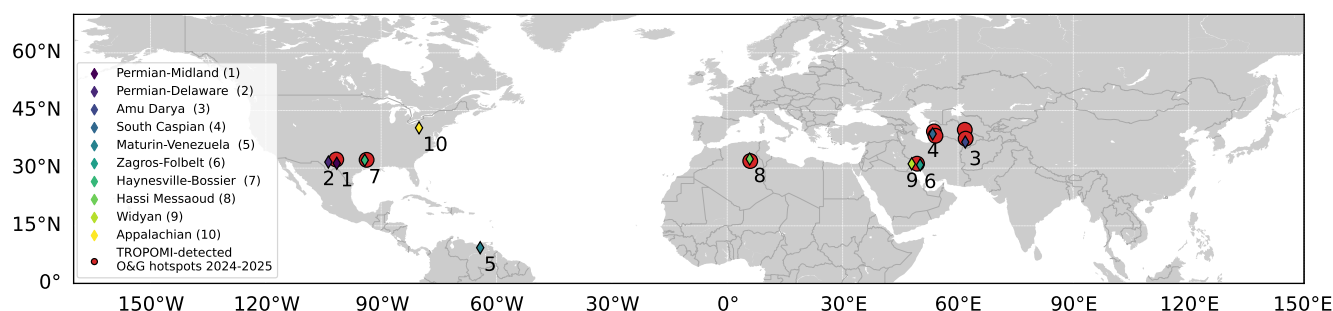 60°N
45°N
30°N
15°N
0°
Permian-Midland (1)
Permian-Delaware (2)
Amu Darya (3)
South Caspian (4)
Maturin-Venezuela (5)
Zagros-Folbelt (6)
Haynesville-Bossier (7)
Hassi Messaoud (8)
Widyan (9)
Appalachian (10)
TROPOMI-detected
O&G hotspots 2024-2025
10
2 1 7
5
8
4
3
9 6
150°W 120°W 90°W 60°W 30°W 0° 30°E 60°E 90°E 120°E 150°E